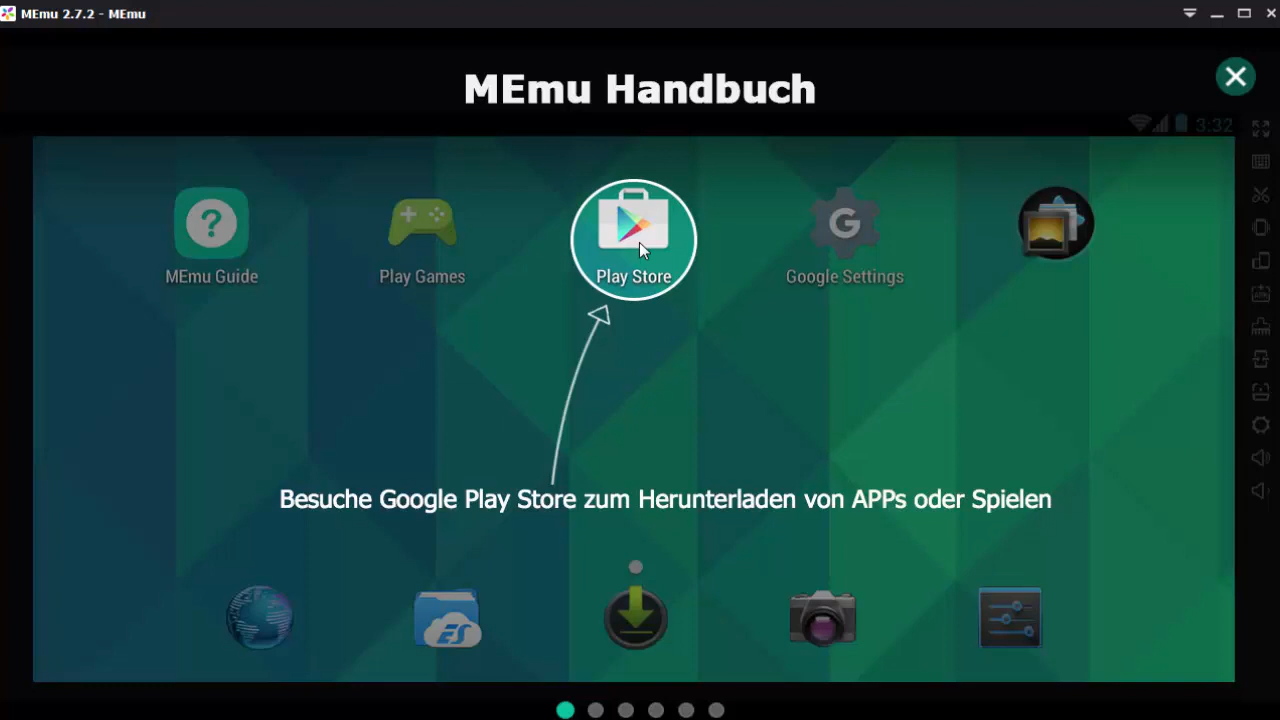 MEmu 2.7.2 - MEmu
MEmu Handbuch
3:32
MEmu Guide
Play Games
Play Store
Google Settings
Besuche Google Play Store zum Herunterladen von APPs oder Spielen